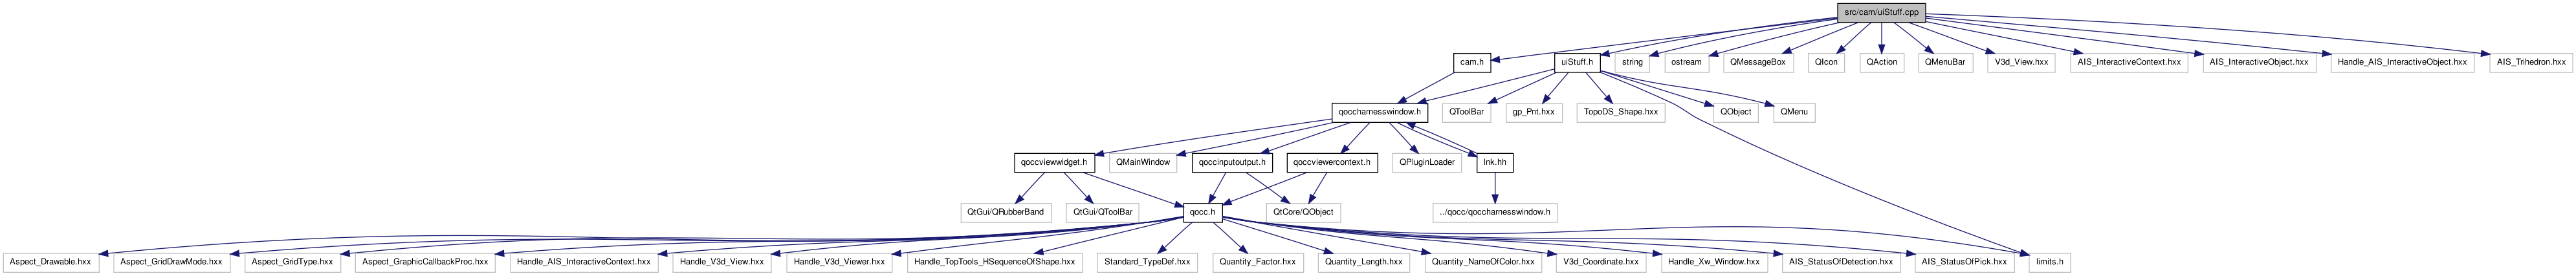 src/cam/uiStuff.cpp
cam.h
uiStuff.h
string
ostream
QMessageBox
QIcon
QAction
QMenuBar
V3d_View.hxx
AIS_InteractiveContext.hxx
AIS_InteractiveObject.hxx
Handle_AIS_InteractiveObject.hxx
AIS_Trihedron.hxx
qoccharnesswindow.h
QToolBar
gp_Pnt.hxx
TopoDS_Shape.hxx
QObject
QMenu
qoccviewwidget.h
QMainWindow
qoccinputoutput.h
qoccviewercontext.h
QPluginLoader
lnk.hh
QtGui/QRubberBand
QtGui/QToolBar
qocc.h
QtCore/QObject
../qocc/qoccharnesswindow.h
Aspect_Drawable.hxx
Aspect_GridDrawMode.hxx
Aspect_GridType.hxx
Aspect_GraphicCallbackProc.hxx
Handle_AIS_InteractiveContext.hxx
Handle_V3d_View.hxx
Handle_V3d_Viewer.hxx
Handle_TopTools_HSequenceOfShape.hxx
Standard_TypeDef.hxx
Quantity_Factor.hxx
Quantity_Length.hxx
Quantity_NameOfColor.hxx
V3d_Coordinate.hxx
Handle_Xw_Window.hxx
AIS_StatusOfDetection.hxx
AIS_StatusOfPick.hxx
limits.h